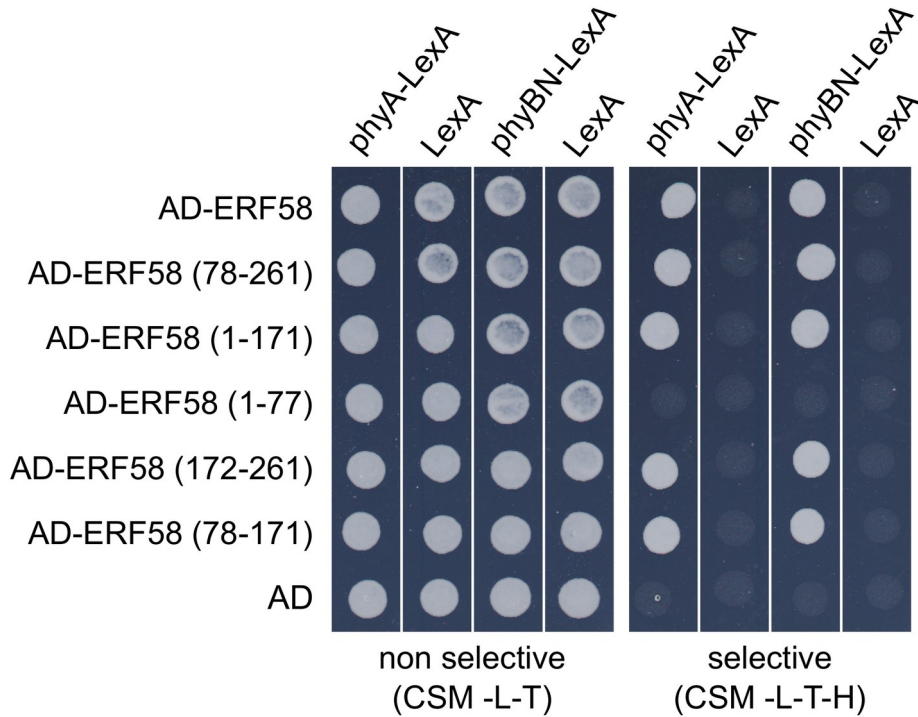 phyA-LexA
LexA
phyBN-LexA
LexA
phyA-LexA
LexA
phyBN-LexA
LexA
AD-ERF58
AD-ERF58 (78-261)
AD-ERF58 (1-171)
AD-ERF58 (1-77)
AD-ERF58 (172-261)
AD-ERF58 (78-171)
AD
non selective
(CSM -L-T)
selective
(CSM -L-T-H)